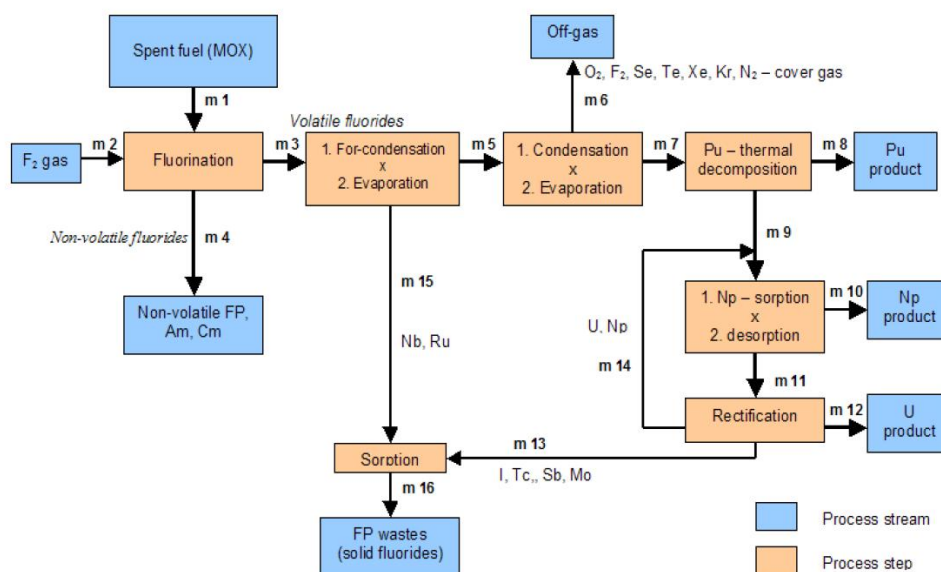 Spent fuel (MOX)
Off-gas
O₂, F₂, Se, Te, Xe, Kr, N₂ – cover gas
m 1
m 6
Volatile fluorides
m 2
m 3
m 5
m 7
m 8
F₂ gas
Fluorination
1. For-condensation
x
2. Evaporation
1. Condensation
x
2. Evaporation
Pu – thermal
decomposition
Pu
product
Non-volatile fluorides
m 4
m 9
m 15
Non-volatile FP,
Am, Cm
1. Np – sorption
x
2. desorption
m 10
Np
product
U, Np
Nb, Ru
m 14
m 11
Rectification
m 12
U
product
m 13
Sorption
I, Tc,, Sb, Mo
m 16
FP wastes
(solid fluorides)
Process stream
Process step